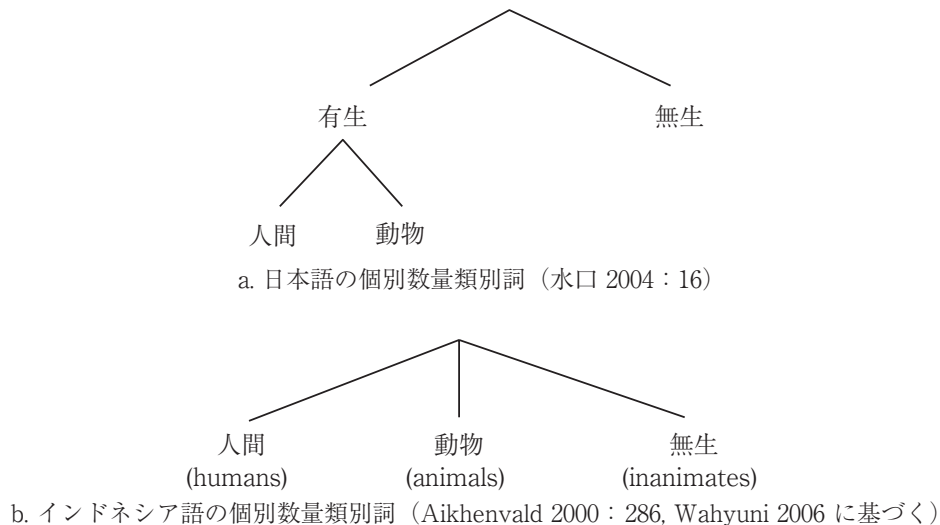 有生 無生
人間 動物
a. 日本語の個別数量類別詞（水口 2004：16）
人間 動物 無生
(humans) (animals) (inanimates)
b. インドネシア語の個別数量類別詞（Aikhenvald 2000：286, Wahyuni 2006 に基づく）